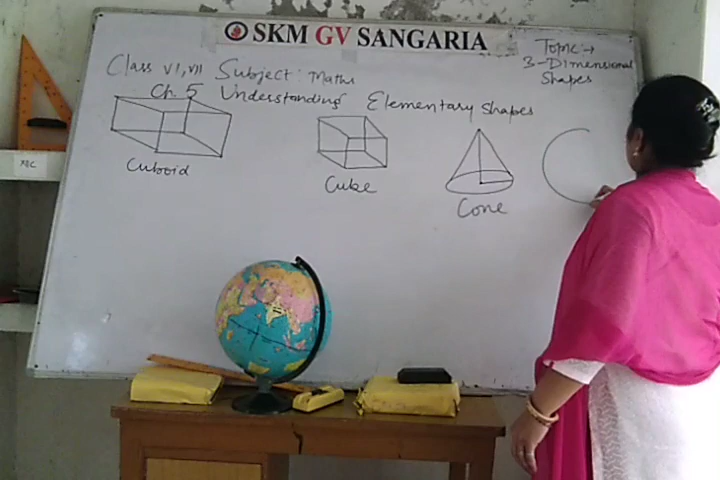 SKM GV SANGARIA
Topic →
3-Dimensional
Shapes
Class VI, VII Subject: Maths
Ch. 5 Understanding Elementary Shapes
Cuboid
Cube
Cone